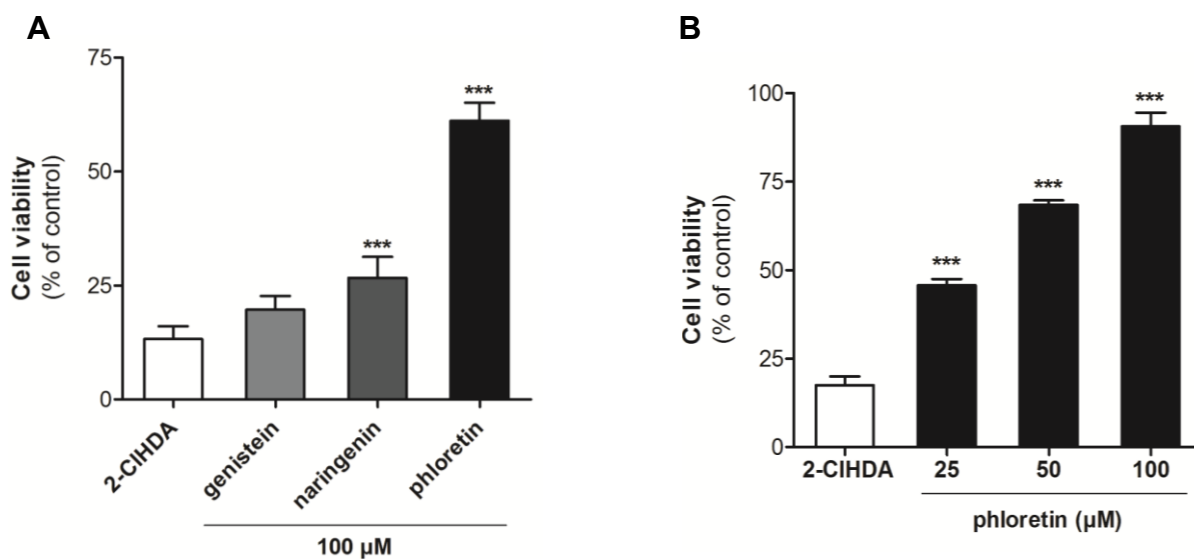 A
Cell viability
(% of control)
75
50
25
0
***
***
2-ClHDA
genistein
naringenin
phloretin
100 µM
B
Cell viability
(% of control)
100
75
50
25
0
***
***
***
2-ClHDA
25
50
100
phloretin (µM)